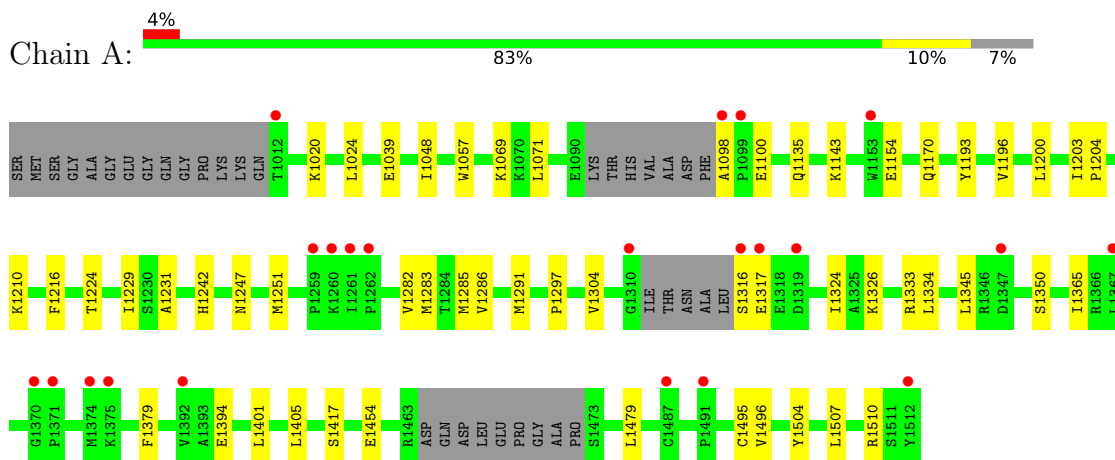 4%
Chain A:
83% 10% 7%
SER MET SER GLY ALA GLY GLU GLY GLN GLY PRO LYS LYS GLN T1012 K1020 L1024 E1039 I1048 W1057 K1069 K1070 L1071 E1090 LYS THR HIS VAL ALA ASP PHE A1098 P1099 E1100 Q1135 K1143 W1153 E1154 Q1170 Y1193 V1196 L1200 I1203 P1204
K1210 F1216 T1224 I1229 S1230 A1231 H1242 N1247 M1251 P1259 K1260 I1261 P1262 V1282 M1283 T1284 M1285 V1286 M1291 P1297 V1304 G1310 ILE THR ASN ALA LEU S1316 E1317 E1318 D1319 I1324 A1325 K1326 R1333 L1334 L1345 R1346 D1347 S1350 I1365 R1366 L1367
G1370 P1371 M1374 K1375 F1379 V1392 A1393 E1394 L1401 L1405 S1417 E1454 R1463 ASP GLN ASP LEU GLU PRO GLY ALA PRO S1473 L1479 C1487 P1491 C1495 V1496 Y1504 L1507 R1510 S1511 Y1512